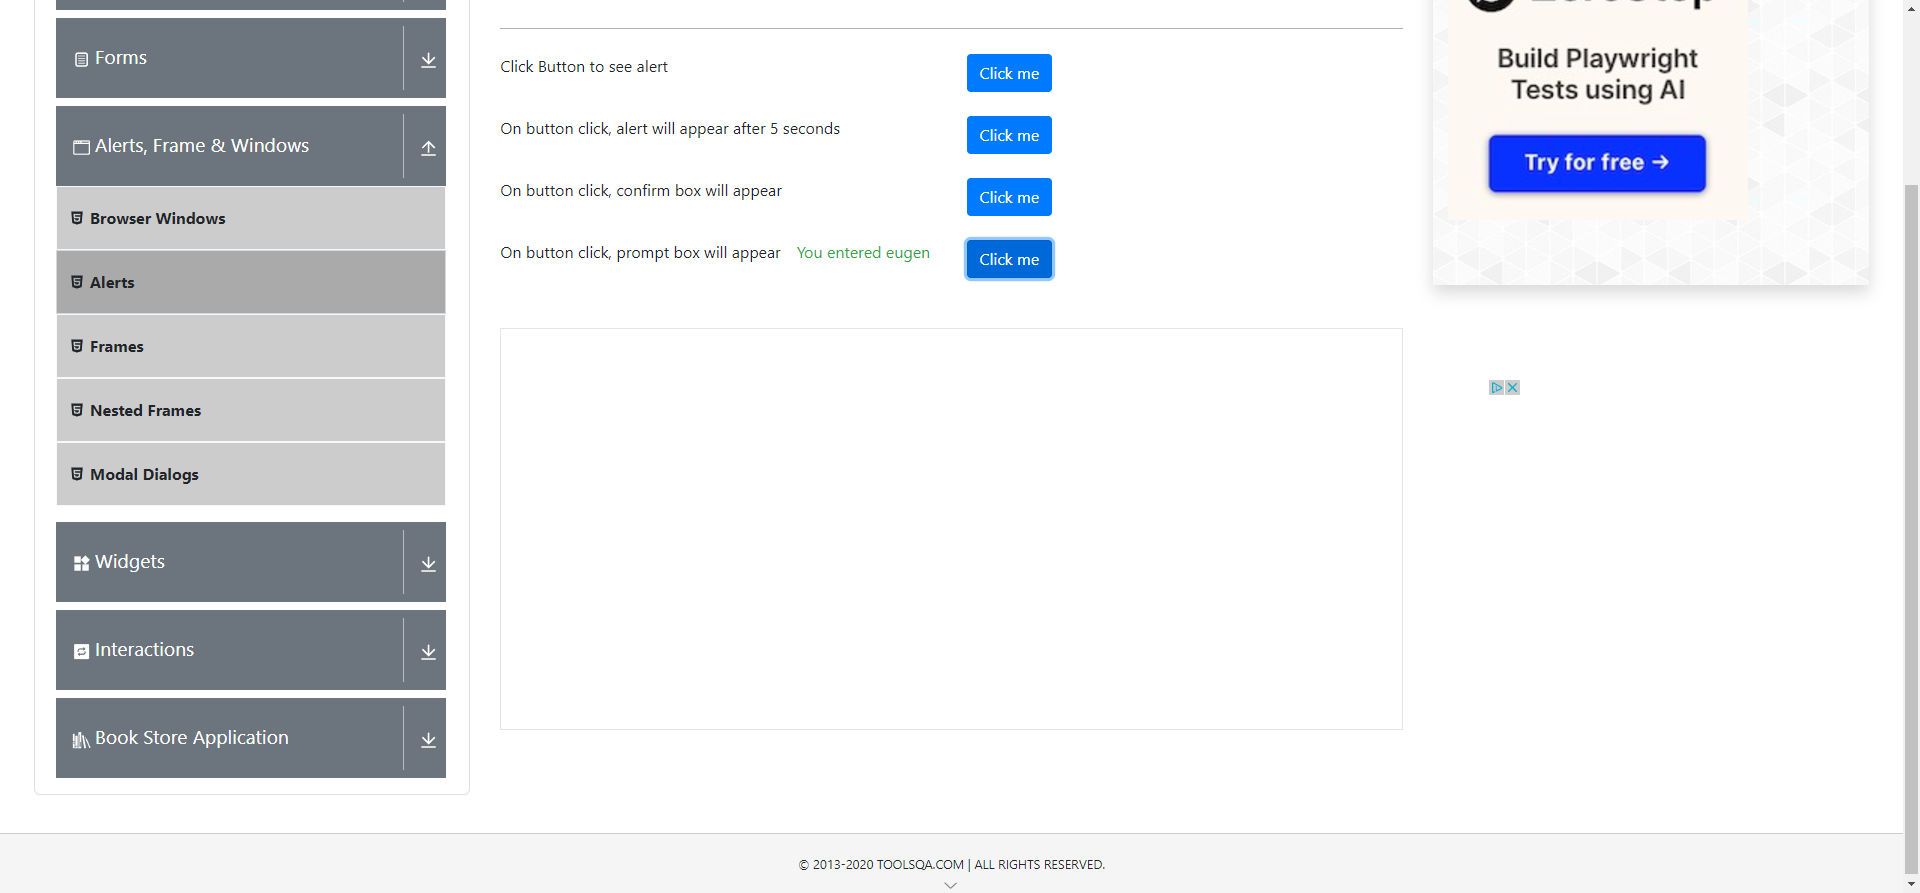 Forms
Alerts, Frame & Windows
Browser Windows
Alerts
Frames
Nested Frames
Modal Dialogs
Widgets
Interactions
Book Store Application
Click Button to see alert
Click me
On button click, alert will appear after 5 seconds
Click me
On button click, confirm box will appear
Click me
On button click, prompt box will appear You entered eugen
Click me
Build Playwright
Tests using AI
Try for free →
© 2013-2020 TOOLSQA.COM | ALL RIGHTS RESERVED.